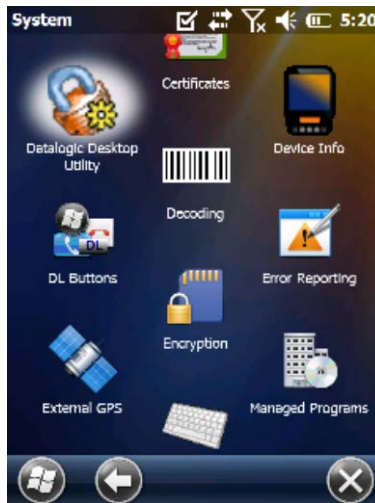 System
5:20
Certificates
Datalogic Desktop
Utility
Device Info
Decoding
DL
DL Buttons
Error Reporting
Encryption
External GPS
Managed Programs